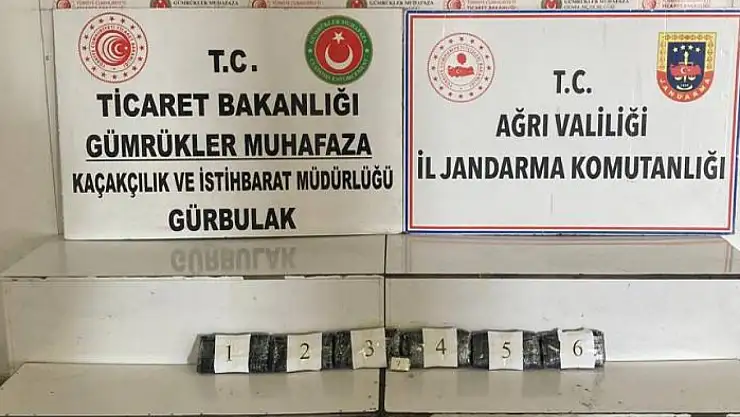 T.C.
TİCARET BAKANLIĞI
GÜMRÜKLER MUHAFAZA
KAÇAKÇILIK VE İSTİHBARAT MÜDÜRLÜĞÜ
GÜRBULAK
T.C.
AĞRI VALİLİĞİ
İL JANDARMA KOMUTANLIĞI
JANDARMA
1
2
3
4
5
6